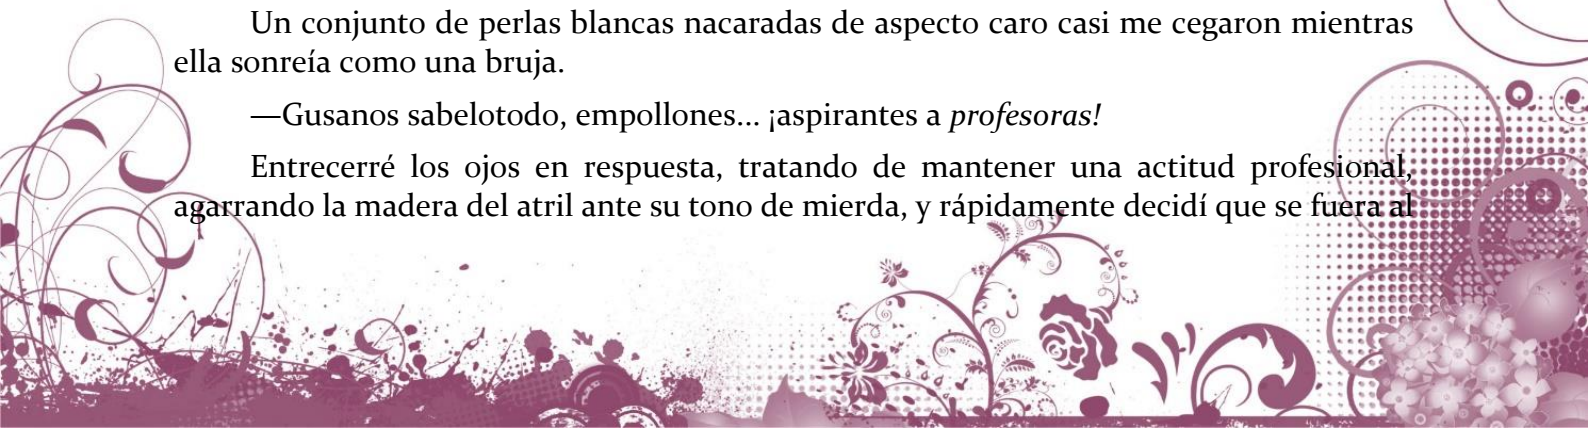 Un conjunto de perlas blancas nacaradas de aspecto caro casi me cegaron mientras
ella sonreía como una bruja.
—Gusanos sabelotodo, empollones... ¡aspirantes a profesoras!
Entrecerré los ojos en respuesta, tratando de mantener una actitud profesional,
agarrando la madera del atril ante su tono de mierda, y rápidamente decidí que se fuera al